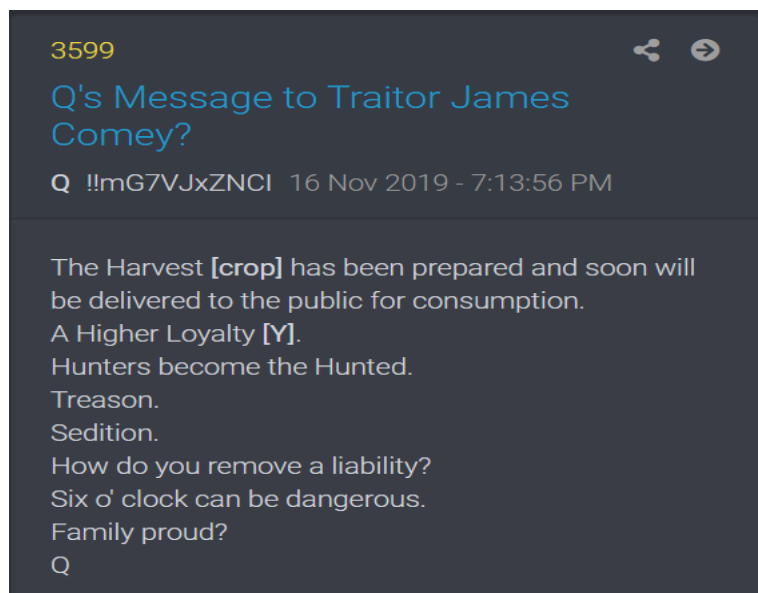 3599
Q's Message to Traitor James
Comey?
Q !!mG7VJxZNCI 16 Nov 2019 - 7:13:56 PM
The Harvest [crop] has been prepared and soon will
be delivered to the public for consumption.
A Higher Loyalty [Y].
Hunters become the Hunted.
Treason.
Sedition.
How do you remove a liability?
Six o' clock can be dangerous.
Family proud?
Q